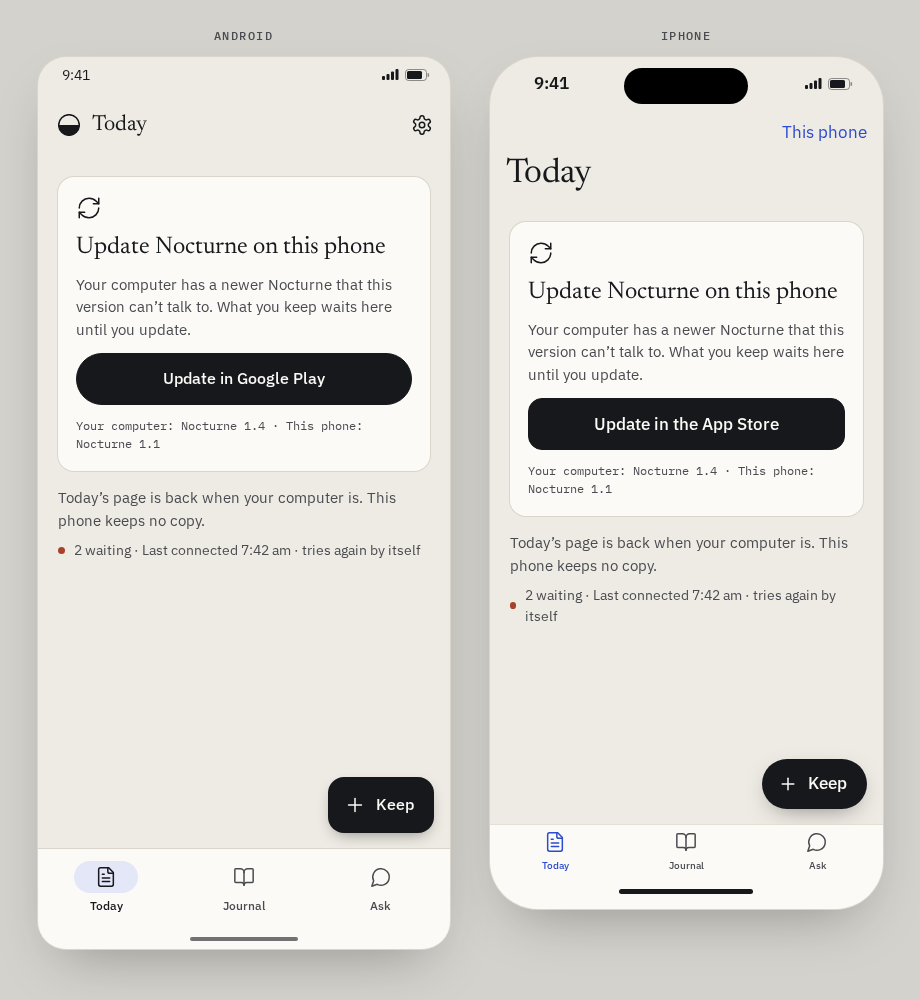 ANDROID
9:41
Today
Update Nocturne on this phone
Your computer has a newer Nocturne that this
version can’t talk to. What you keep waits here
until you update.
Update in Google Play
Your computer: Nocturne 1.4 · This phone:
Nocturne 1.1
Today’s page is back when your computer is. This
phone keeps no copy.
2 waiting · Last connected 7:42 am · tries again by itself
Keep
Today
Journal
Ask
IPHONE
9:41
This phone
Today
Update Nocturne on this phone
Your computer has a newer Nocturne that this
version can’t talk to. What you keep waits here
until you update.
Update in the App Store
Your computer: Nocturne 1.4 · This phone:
Nocturne 1.1
Today’s page is back when your computer is. This
phone keeps no copy.
2 waiting · Last connected 7:42 am · tries again by
itself
Keep
Today
Journal
Ask